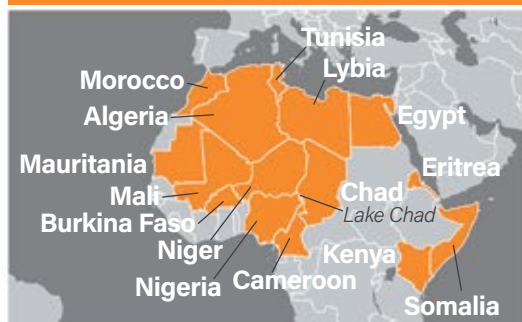 Tunisia
Morocco
Lybia
Algeria
Egypt
Mauritania
Eritrea
Mali
Chad
Burkina Faso
Lake Chad
Niger
Kenya
Nigeria
Cameroon
Somalia